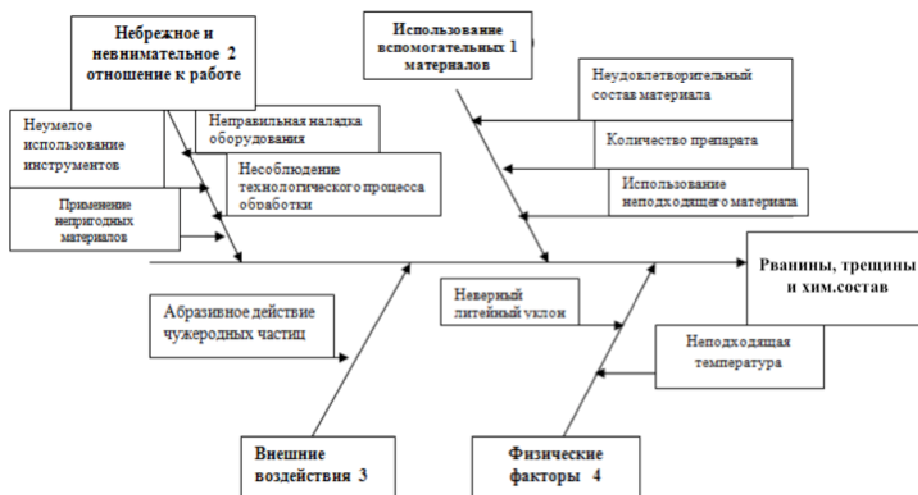 Небрежное и
невнимательное 2
отношение к работе
Использование
вспомогательных 1
материалов
Неумелое
использование
инструментов
Неправильная наладка
оборудования
Несоблюдение
технологического процесса
обработки
Применение
непригодных
материалов
Неудовлетворительный
состав материала
Количество препарата
Использование
неподходящего материала
Рванины, трещины
и хим.состав
Абразивное действие
чужеродных частиц
Неверный
литейный уклон
Неподходящая
температура
Внешние
воздействия 3
Физические
факторы 4